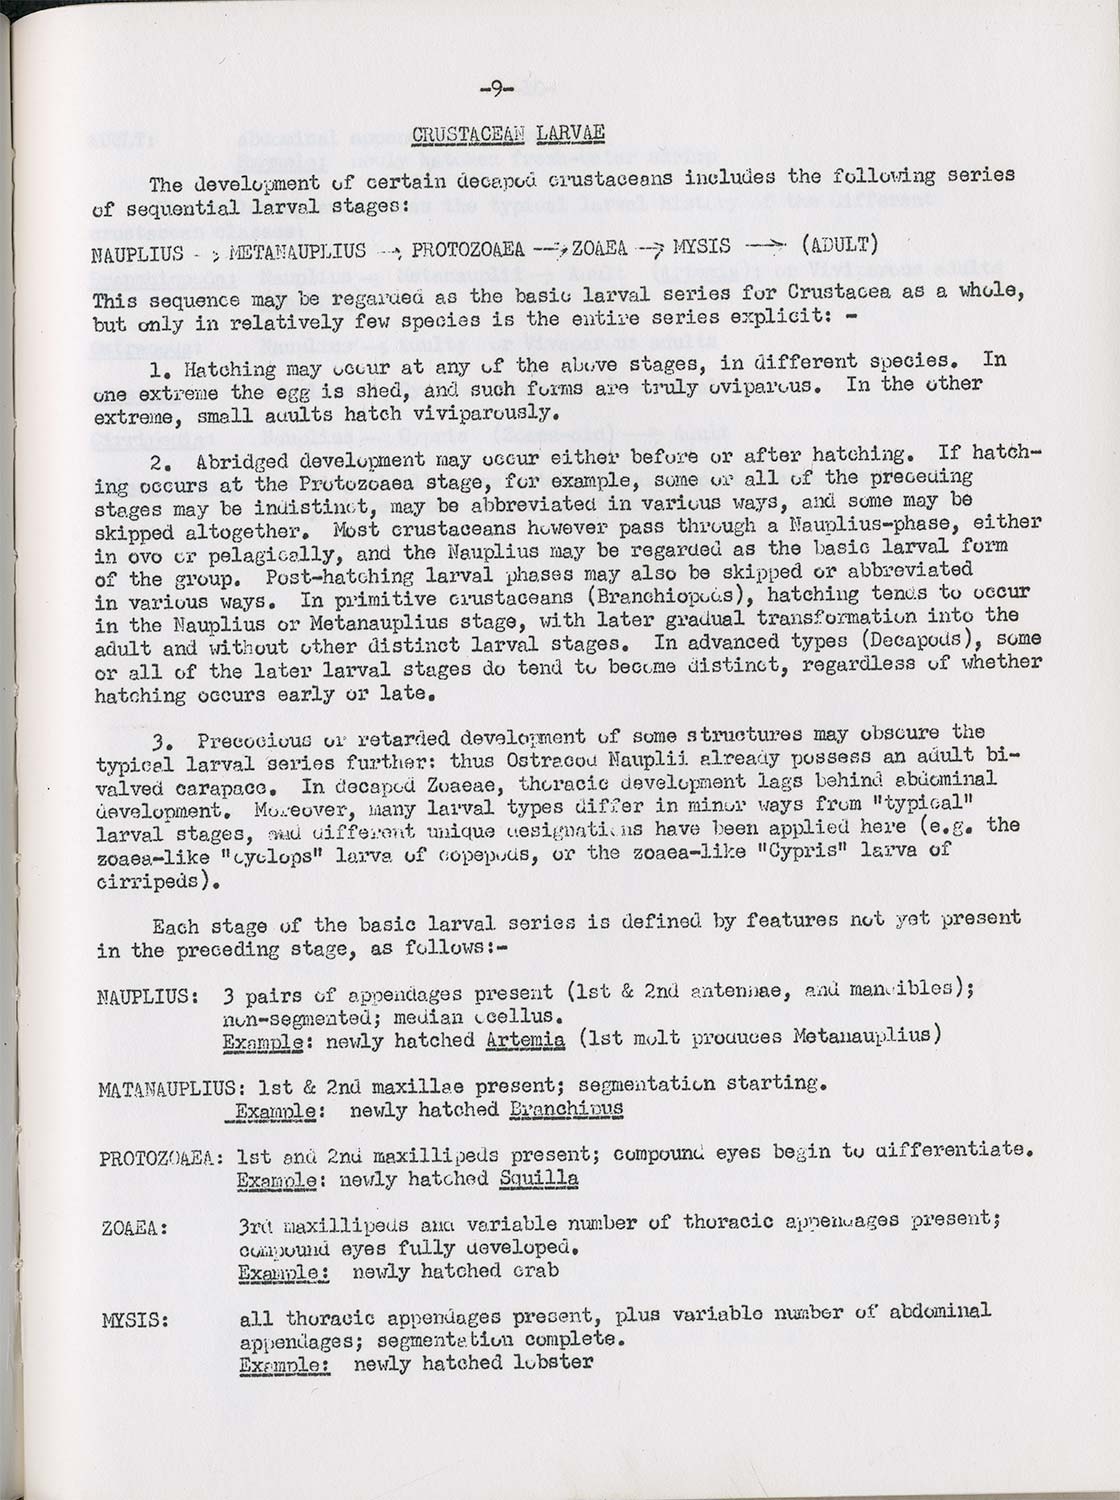 -9-
CRUSTACEAN LARVAE
The development of certain decapod crustaceans includes the following series
of sequential larval stages:
NAUPLIUS -> METANAUPLIUS --> PROTOZOAEA ---> ZOAEA --> MYSIS ---> (ADULT)
This sequence may be regarded as the basic larval series for Crustacea as a whole,
but only in relatively few species is the entire series explicit: -
1. Hatching may occur at any of the above stages, in different species. In
one extreme the egg is shed, and such forms are truly oviparous. In the other
extreme, small adults hatch viviparously.
2. Abridged development may occur either before or after hatching. If hatch-
ing occurs at the Protozoaea stage, for example, some or all of the preceding
stages may be indistinct, may be abbreviated in various ways, and some may be
skipped altogether. Most crustaceans however pass through a Nauplius-phase, either
in ovo or pelagically, and the Nauplius may be regarded as the basic larval form
of the group. Post-hatching larval phases may also be skipped or abbreviated
in various ways. In primitive crustaceans (Branchiopods), hatching tends to occur
in the Nauplius or Metanauplius stage, with later gradual transformation into the
adult and without other distinct larval stages. In advanced types (Decapods), some
or all of the later larval stages do tend to become distinct, regardless of whether
hatching occurs early or late.
3. Precocious or retarded development of some structures may obscure the
typical larval series further: thus Ostracod Nauplii already possess an adult bi-
valved carapace. In decapod Zoaeae, thoracic development lags behind abdominal
development. Moreover, many larval types differ in minor ways from "typical"
larval stages, and different unique designations have been applied here (e.g. the
zoaea-like "cyclops" larva of copepods, or the zoaea-like "Cypris" larva of
cirripeds).
Each stage of the basic larval series is defined by features not yet present
in the preceding stage, as follows:-
NAUPLIUS: 3 pairs of appendages present (1st & 2nd antennae, and mandibles);
non-segmented; median ocellus.
Example: newly hatched Artemia (1st molt produces Metanauplius)
MATANAUPLIUS: 1st & 2nd maxillae present; segmentation starting.
Example: newly hatched Branchipus
PROTOZOAEA: 1st and 2nd maxillipeds present; compound eyes begin to differentiate.
Example: newly hatched Squilla
ZOAEA: 3rd maxillipeds and variable number of thoracic appendages present;
compound eyes fully developed.
Example: newly hatched crab
MYSIS: all thoracic appendages present, plus variable number of abdominal
appendages; segmentation complete.
Example: newly hatched lobster